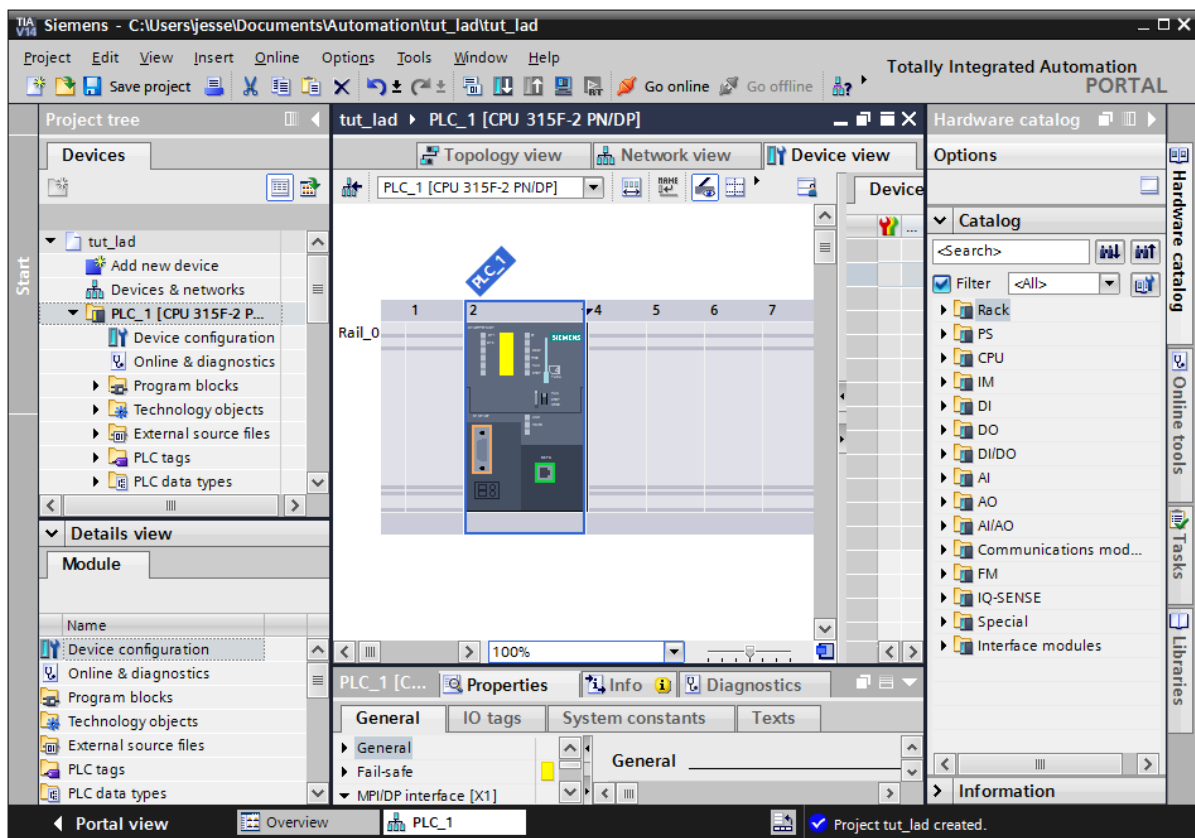 TIA V14 Siemens - C:\Users\jesse\Documents\Automation\tut_lad\tut_lad
Project Edit View Insert Online Options Tools Window Help
Totally Integrated Automation
PORTAL
Save project Go online Go offline
Project tree
Devices
Start
tut_lad
Add new device
Devices & networks
PLC_1 [CPU 315F-2 P...
Device configuration
Online & diagnostics
Program blocks
Technology objects
External source files
PLC tags
PLC data types
Details view
Module
Name
Device configuration
Online & diagnostics
Program blocks
Technology objects
External source files
PLC tags
PLC data types
tut_lad PLC_1 [CPU 315F-2 PN/DP]
Topology view Network view Device view
PLC_1 [CPU 315F-2 PN/DP] NAME Device
...
PLC_1
1 2 4 5 6 7
Rail_0
SIEMENS
100%
PLC_1 [C... Properties Info Diagnostics
General IO tags System constants Texts
General
Fail-safe
MPI/DP interface [X1]
General
Hardware catalog
Options
Catalog
<Search>
Filter <All>
Rack
PS
CPU
IM
DI
DO
DI/DO
AI
AO
AI/AO
Communications mod...
FM
IQ-SENSE
Special
Interface modules
Information
Hardware catalog
Online tools
Tasks
Libraries
Portal view Overview PLC_1 Project tut_lad created.